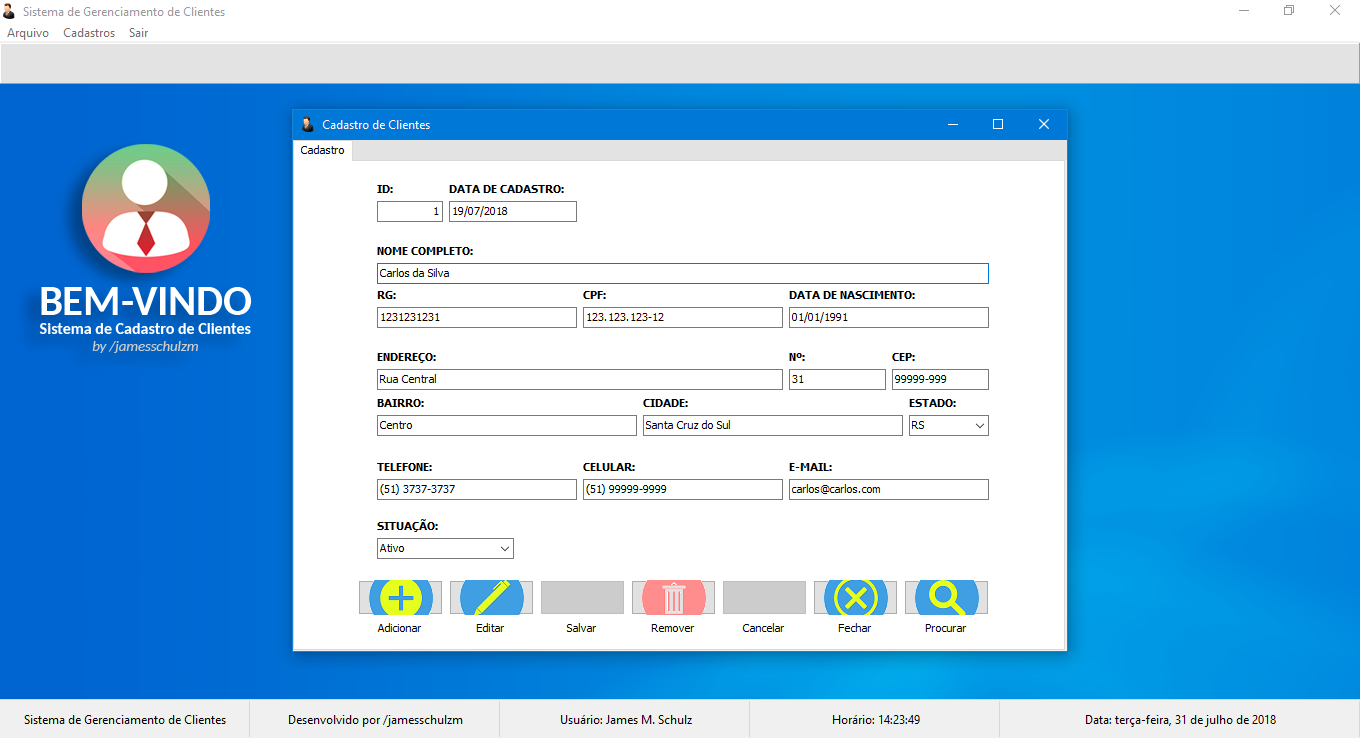 Sistema de Gerenciamento de Clientes
Arquivo Cadastros Sair
BEM-VINDO
Sistema de Cadastro de Clientes
by /jamesschulzm
Cadastro de Clientes
Cadastro
ID: DATA DE CADASTRO:
1 19/07/2018
NOME COMPLETO:
Carlos da Silva
RG: CPF: DATA DE NASCIMENTO:
1231231231 123.123.123-12 01/01/1991
ENDEREÇO: Nº: CEP:
Rua Central 31 99999-999
BAIRRO: CIDADE: ESTADO:
Centro Santa Cruz do Sul RS
TELEFONE: CELULAR: E-MAIL:
(51) 3737-3737 (51) 99999-9999 carlos@carlos.com
SITUAÇÃO:
Ativo
Adicionar Editar Salvar Remover Cancelar Fechar Procurar
Sistema de Gerenciamento de Clientes Desenvolvido por /jamesschulzm Usuário: James M. Schulz Horário: 14:23:49 Data: terça-feira, 31 de julho de 2018